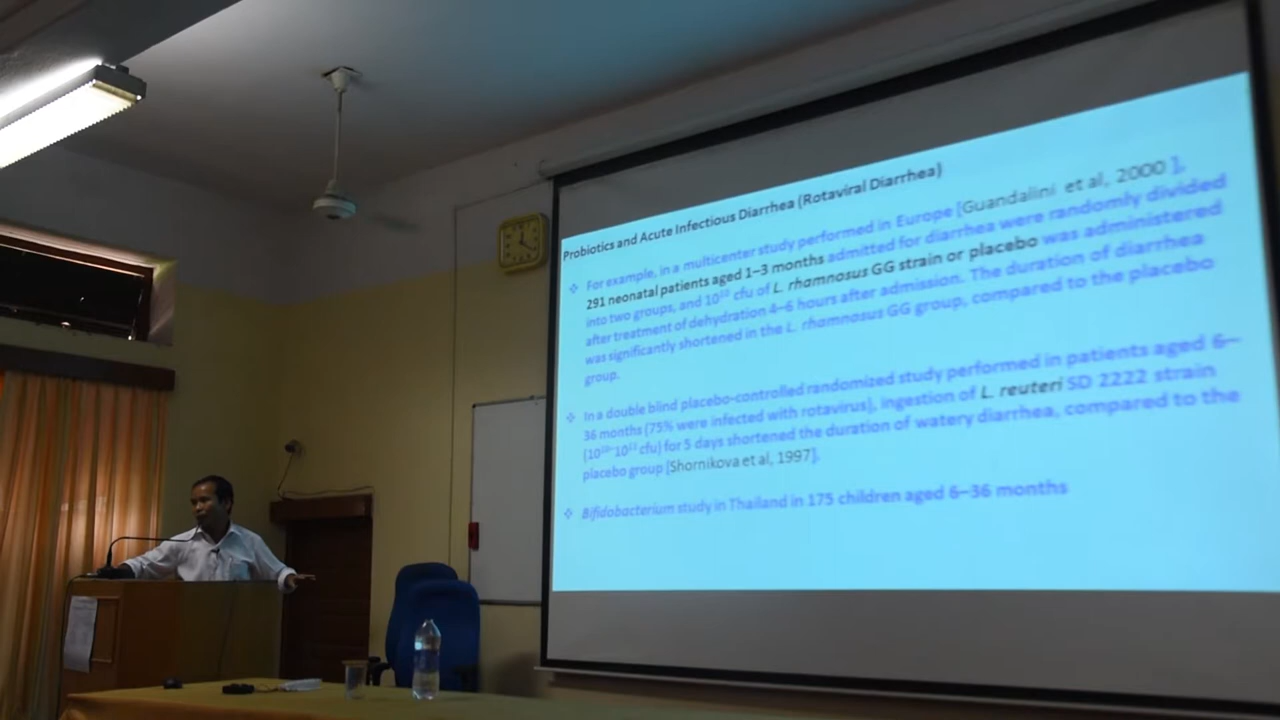 Probiotics and Acute Infectious Diarrhea (Rotaviral Diarrhea)
For example, in a multicenter study performed in Europe [Guandalini et al, 2000 ],
291 neonatal patients aged 1–3 months admitted for diarrhea were randomly divided
into two groups, and 10¹⁰ cfu of L. rhamnosus GG strain or placebo was administered
after treatment of dehydration 4–6 hours after admission. The duration of diarrhea
was significantly shortened in the L. rhamnosus GG group, compared to the placebo
group.
In a double blind placebo-controlled randomized study performed in patients aged 6–
36 months (75% were infected with rotavirus), ingestion of L. reuteri SD 2222 strain
(10¹⁰-10¹¹ cfu) for 5 days shortened the duration of watery diarrhea, compared to the
placebo group [Shornikova et al, 1997].
Bifidobacterium study in Thailand in 175 children aged 6–36 months